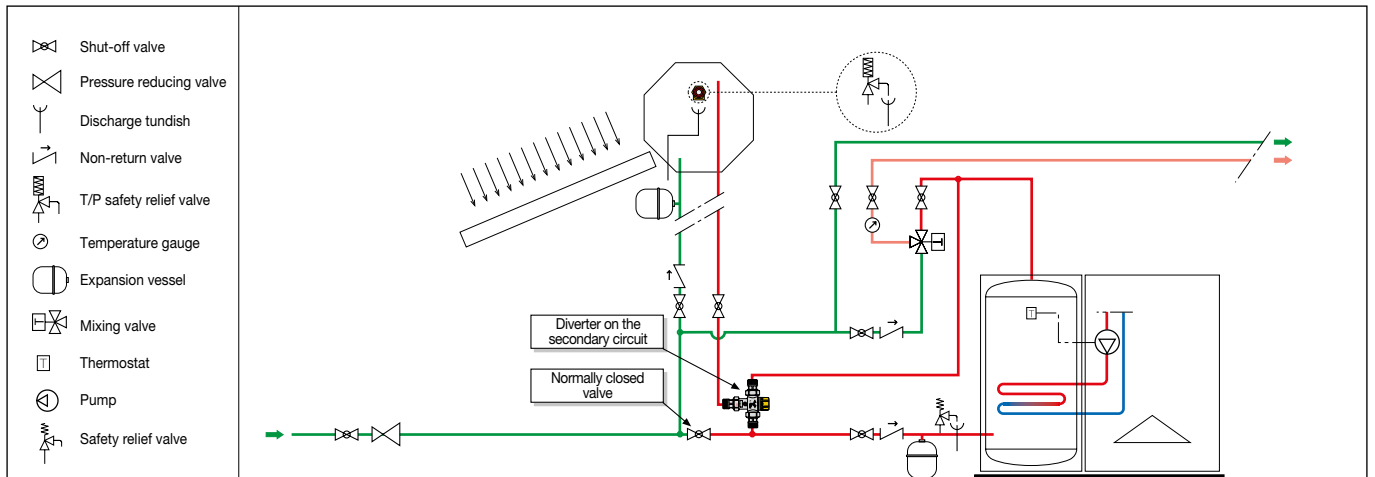 Shut-off valve
Pressure reducing valve
Discharge tundish
Non-return valve
T/P safety relief valve
Temperature gauge
Expansion vessel
Mixing valve
T
Thermostat
Pump
Safety relief valve
T
T
Diverter on the
secondary circuit
Normally closed
valve